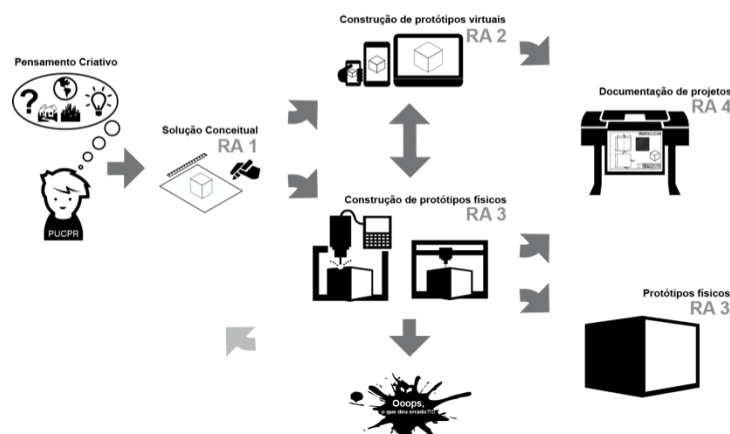 Construção de protótipos virtuais
RA 2
Pensamento Criativo
?
Solução Conceitual
RA 1
Documentação de projetos
RA 4
PUCPR
Construção de protótipos físicos
RA 3
Protótipos físicos
RA 3
Ooops,
o que deu errado?!!!